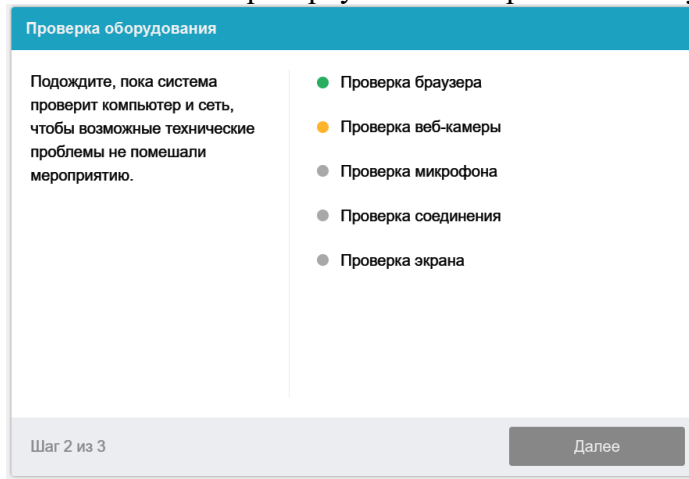 Проверка оборудования
Подождите, пока система
проверит компьютер и сеть,
чтобы возможные технические
проблемы не помешали
мероприятию.
Проверка браузера
Проверка веб-камеры
Проверка микрофона
Проверка соединения
Проверка экрана
Шаг 2 из 3
Далее